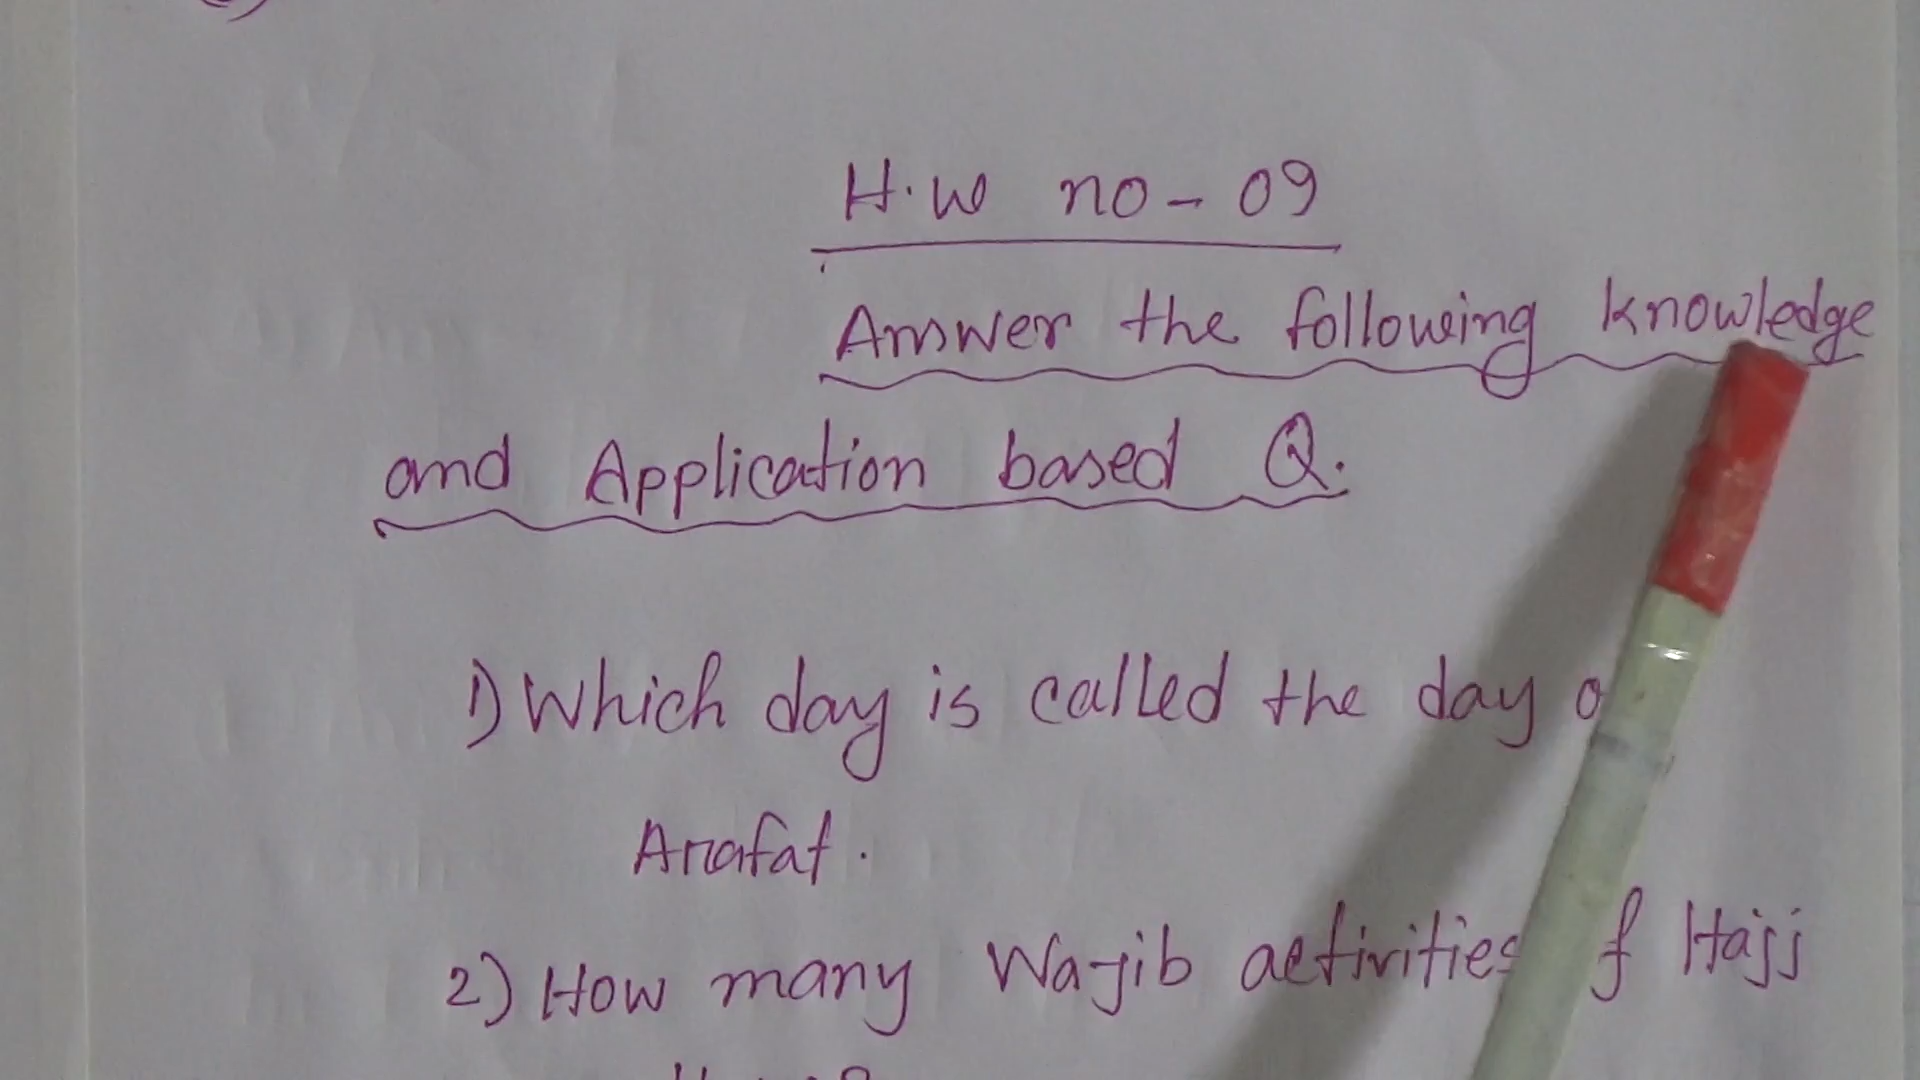 H.W no - 09
Answer the following knowledge
and Application based Q.
1) Which day is called the day
Arafat.
2) How many Wajib activities Hajj